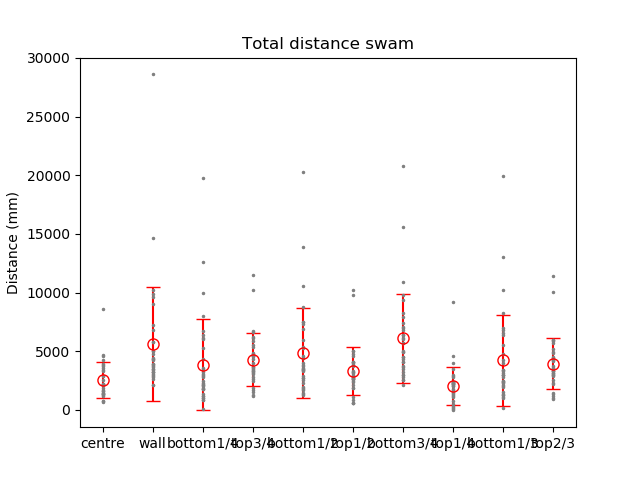 Total distance swam
30000
25000
20000
15000
10000
5000
0
Distance (mm)
centre wall bottom1/4 top3/4 bottom1/2 top1/2 bottom3/4 top1/4 bottom1/3 top2/3